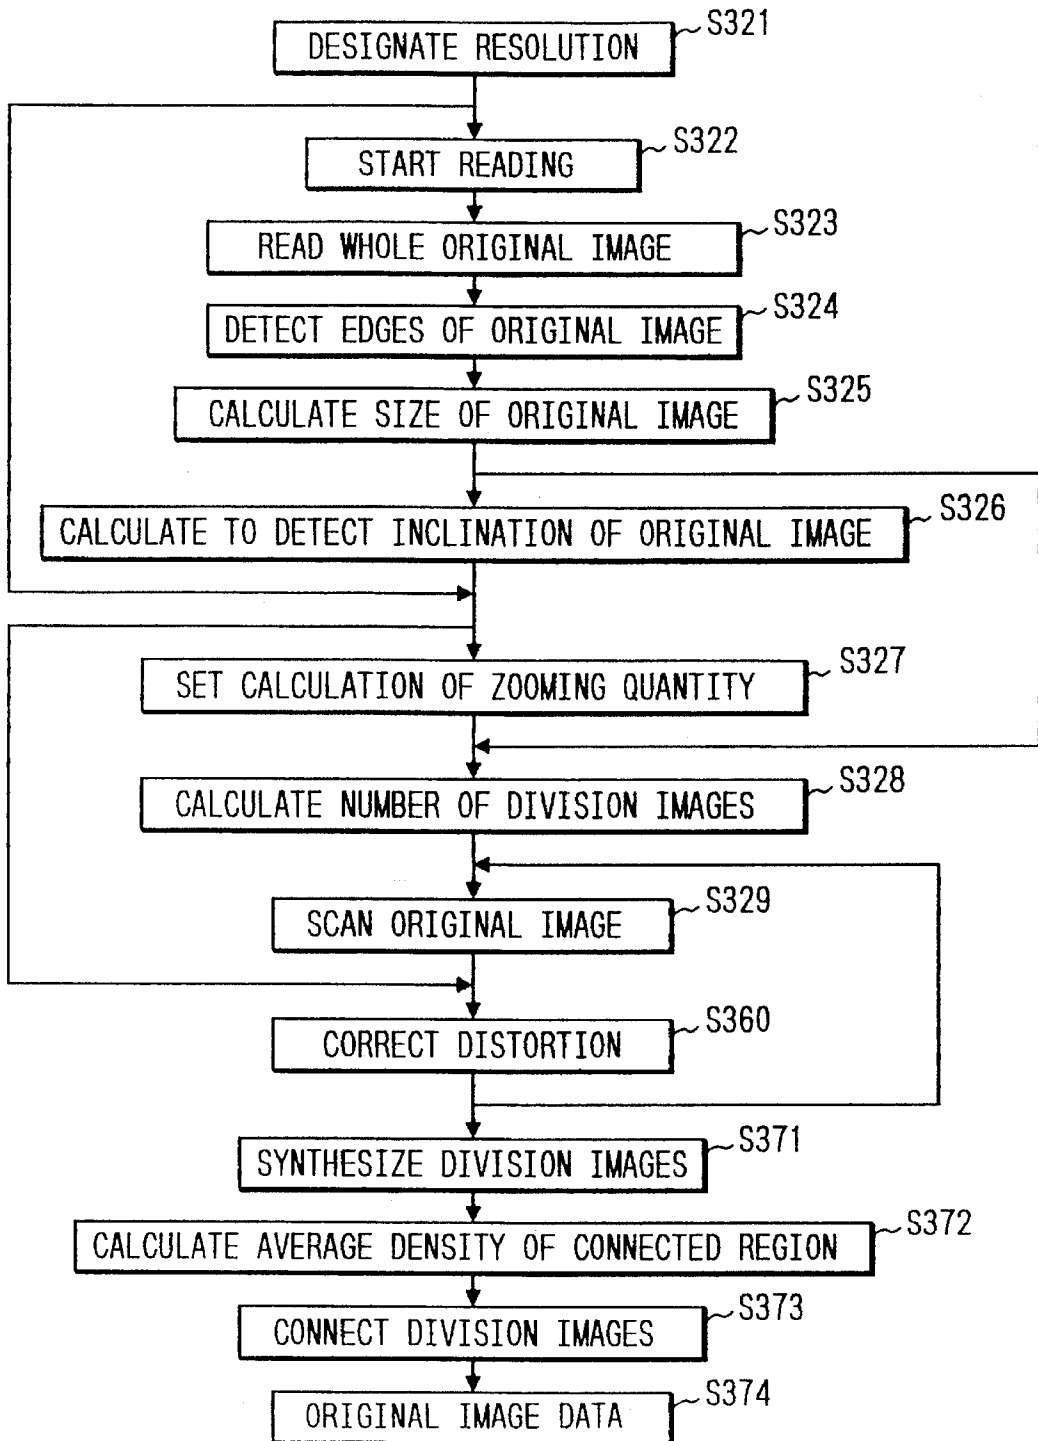 DESIGNATE RESOLUTION S321
START READING S322
READ WHOLE ORIGINAL IMAGE S323
DETECT EDGES OF ORIGINAL IMAGE S324
CALCULATE SIZE OF ORIGINAL IMAGE S325
CALCULATE TO DETECT INCLINATION OF ORIGINAL IMAGE S326
SET CALCULATION OF ZOOMING QUANTITY S327
CALCULATE NUMBER OF DIVISION IMAGES S328
SCAN ORIGINAL IMAGE S329
CORRECT DISTORTION S360
SYNTHESIZE DIVISION IMAGES S371
CALCULATE AVERAGE DENSITY OF CONNECTED REGION S372
CONNECT DIVISION IMAGES S373
ORIGINAL IMAGE DATA S374